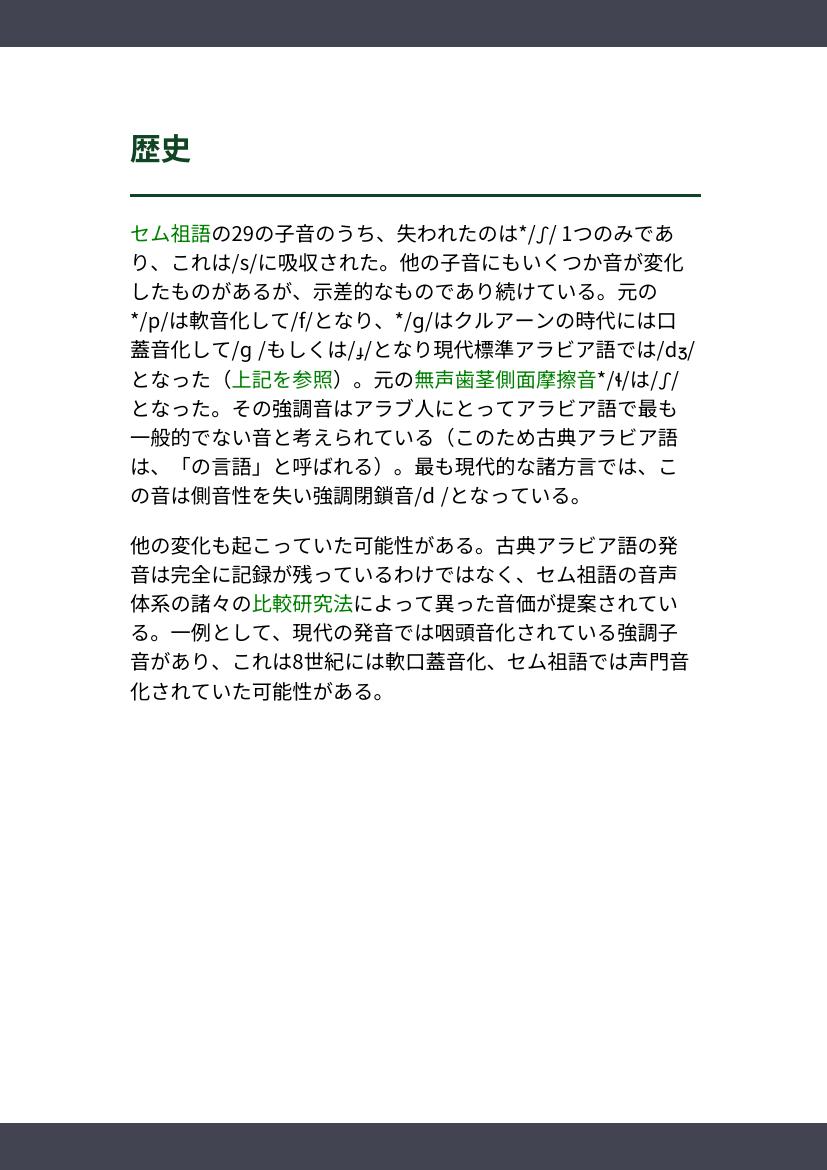 歴史
セム祖語の29の子音のうち、失われたのは*/ʃ/ 1つのみであ
り、これは/s/に吸収された。他の子音にもいくつか音が変化
したものがあるが、示差的なものであり続けている。元の
*/p/は軟音化して/f/となり、*/g/はクルアーンの時代には口
蓋音化して/g /もしくは/ɟ/となり現代標準アラビア語では/dʒ/
となった（上記を参照）。元の無声歯茎側面摩擦音*/ɬ/は/ʃ/
となった。その強調音はアラブ人にとってアラビア語で最も
一般的でない音と考えられている（このため古典アラビア語
は、「の言語」と呼ばれる）。最も現代的な諸方言では、こ
の音は側音性を失い強調閉鎖音/d /となっている。
他の変化も起こっていた可能性がある。古典アラビア語の発
音は完全に記録が残っているわけではなく、セム祖語の音声
体系の諸々の比較研究法によって異った音価が提案されてい
る。一例として、現代の発音では咽頭音化されている強調子
音があり、これは8世紀には軟口蓋音化、セム祖語では声門音
化されていた可能性がある。